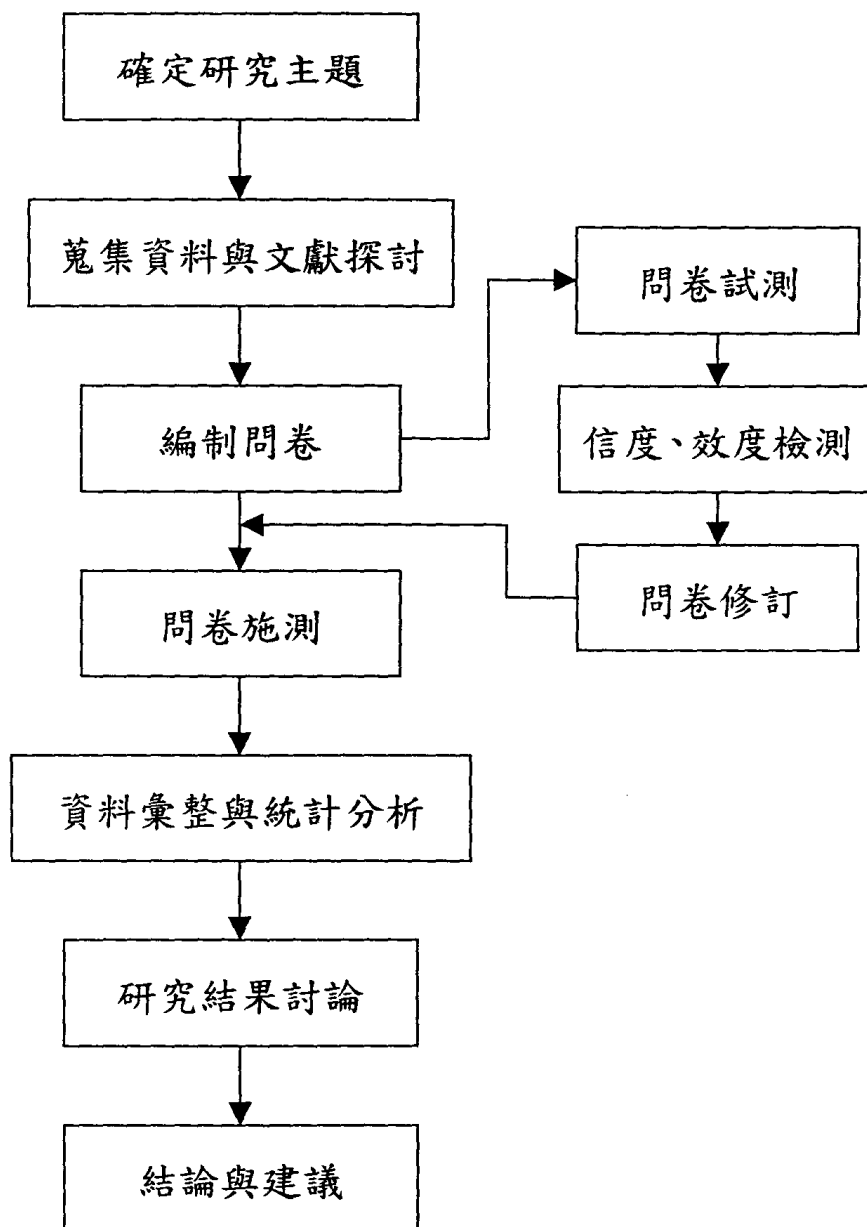 確定研究主題
蒐集資料與文獻探討
編制問卷
問卷試測
信度、效度檢測
問卷修訂
問卷施測
資料彙整與統計分析
研究結果討論
結論與建議